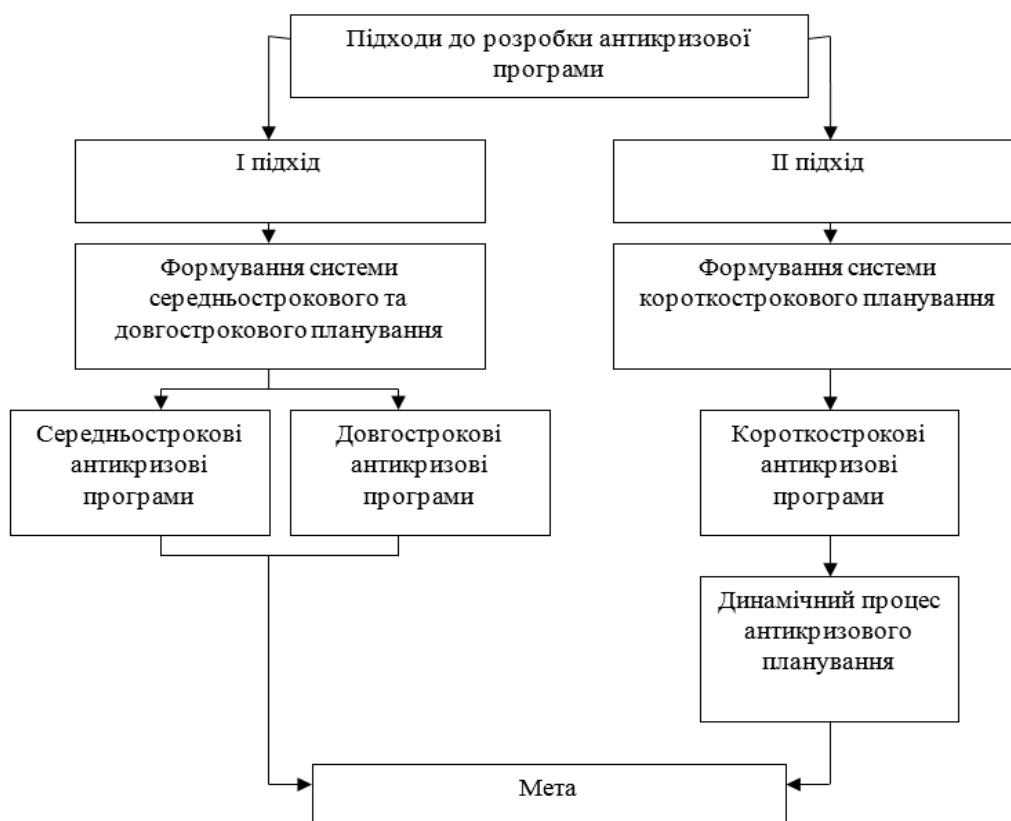 Підходи до розробки антикризової
програми
І підхід
ІІ підхід
Формування системи
середньострокового та
довгострокового планування
Формування системи
короткострокового планування
Середньострокові
антикризові
програми
Довгострокові
антикризові
програми
Короткострокові
антикризові
програми
Динамічний процес
антикризового
планування
Мета